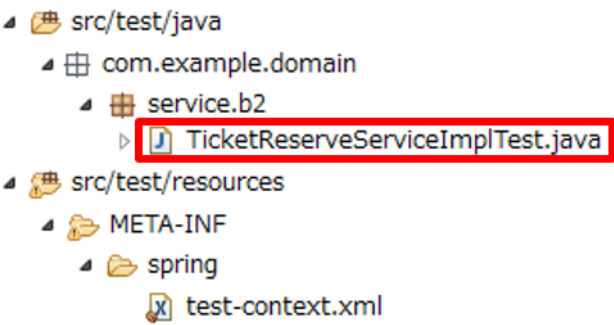 src/test/java
com.example.domain
service.b2
TicketReserveServiceImplTest.java
src/test/resources
META-INF
spring
test-context.xml